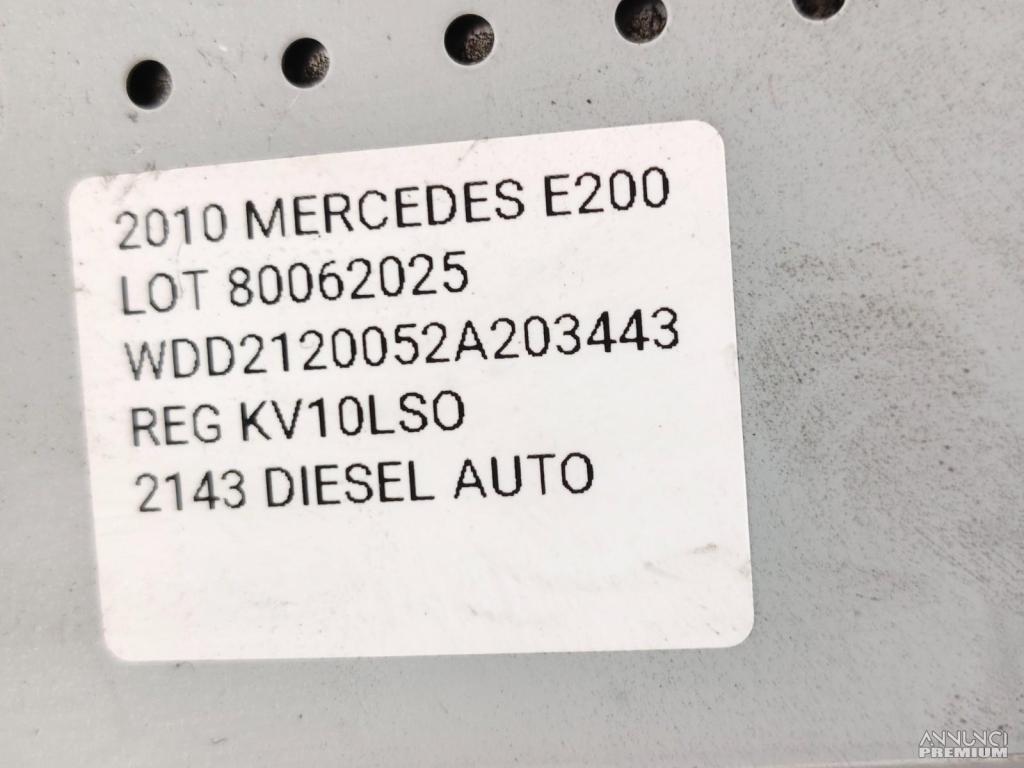 2010 MERCEDES E200
LOT 80062025
WDD2120052A203443
REG KV10LSO
2143 DIESEL AUTO
ANNUNCI
PREMIUM